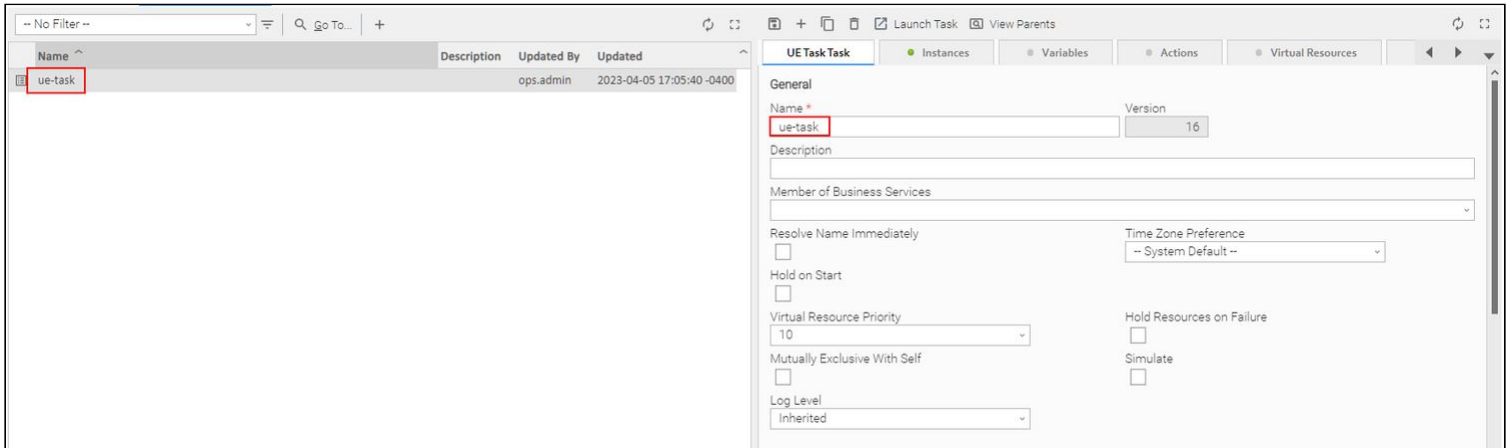 -- No Filter --
Go To...
Launch Task
View Parents
Name
Description
Updated By
Updated
ue-task
ops.admin
2023-04-05 17:05:40 -0400
UE Task Task
Instances
Variables
Actions
Virtual Resources
General
Name *
Version
ue-task
16
Description
Member of Business Services
Resolve Name Immediately
Time Zone Preference
-- System Default --
Hold on Start
Virtual Resource Priority
Hold Resources on Failure
10
Mutually Exclusive With Self
Simulate
Log Level
Inherited